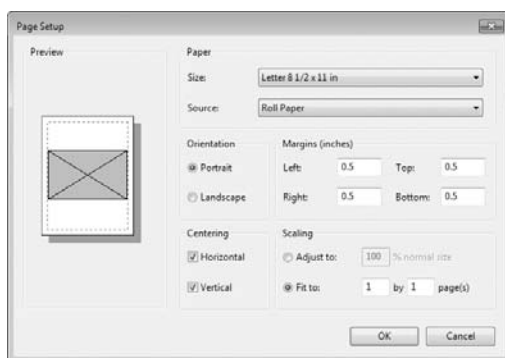 Page Setup
Preview
Paper
Size: Letter 8 1/2 x 11 in
Source: Roll Paper
Orientation
Portrait
Landscape
Margins (inches)
Left: 0.5 Top: 0.5
Right: 0.5 Bottom: 0.5
Centering
Horizontal
Vertical
Scaling
Adjust to: 100 % normal size
Fit to: 1 by 1 page(s)
OK Cancel